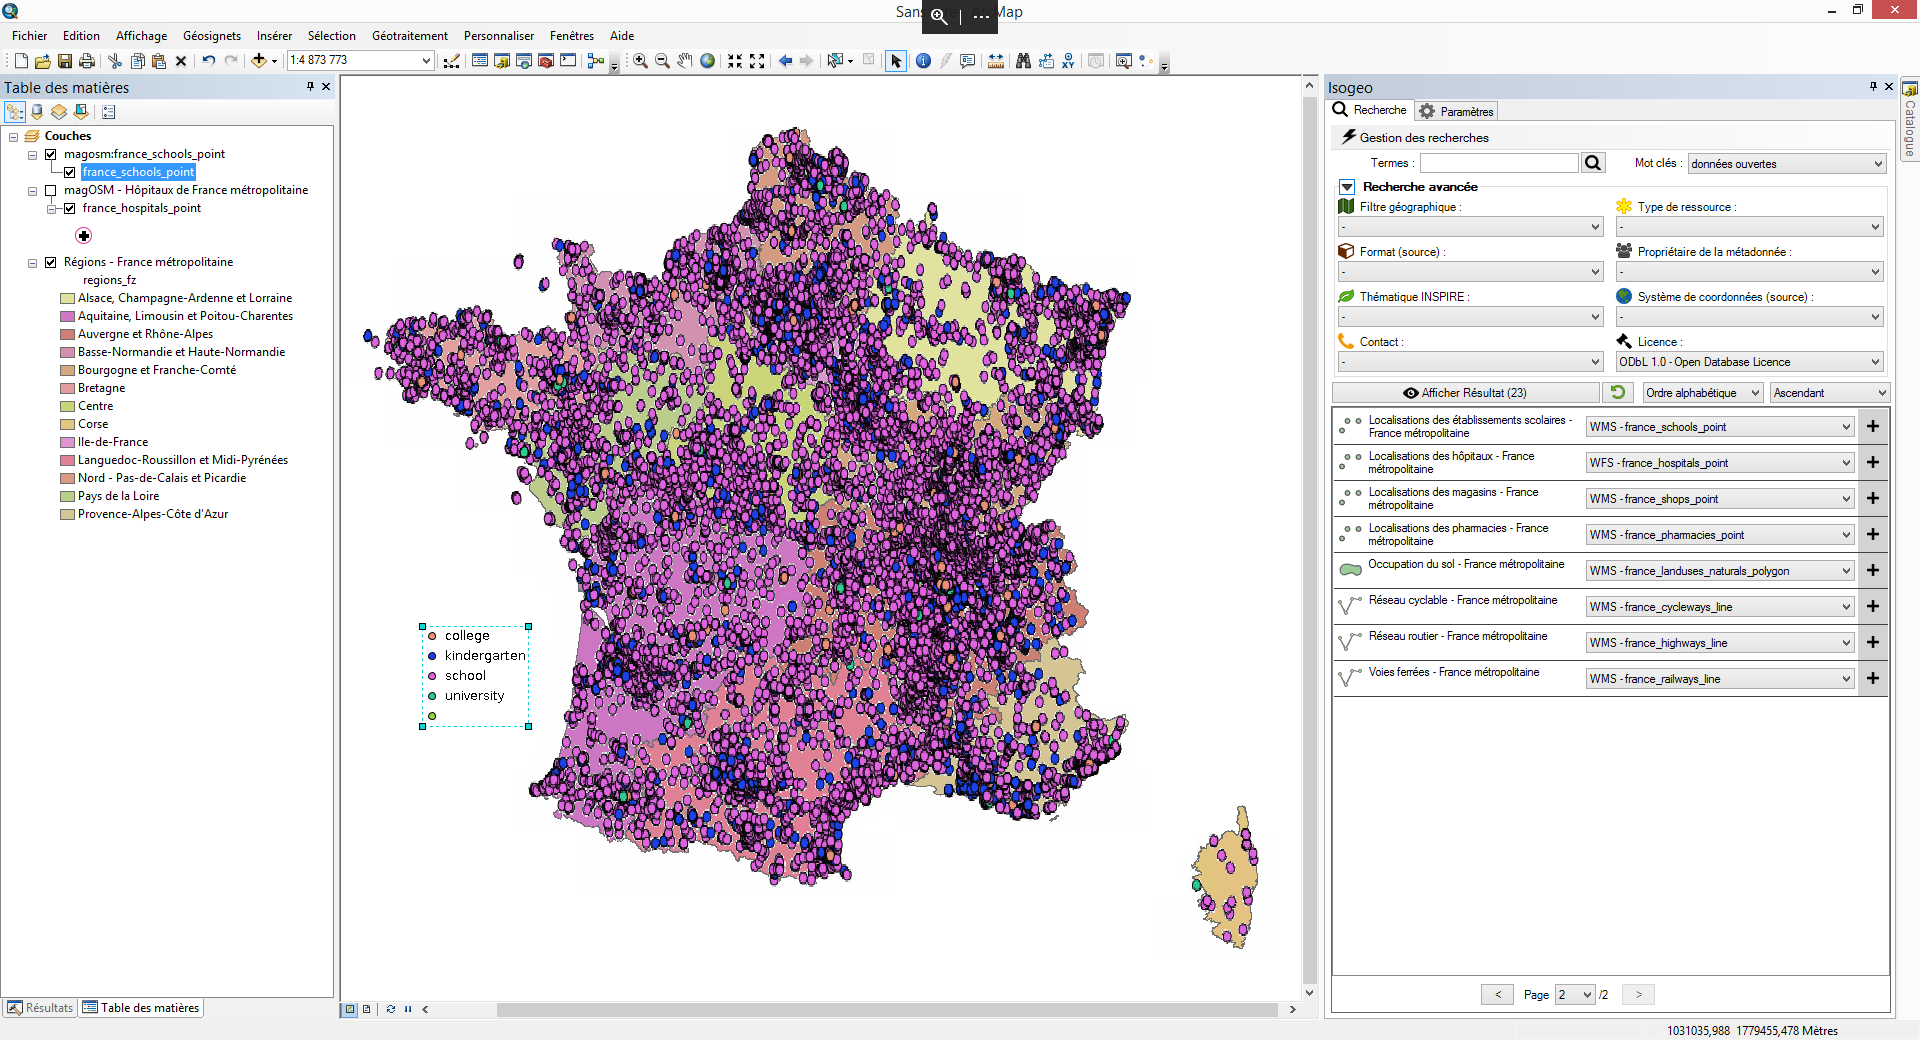 Sans
ArcMap
Fichier Edition Affichage Géosignets Insérer Sélection Géotraitement Personnaliser Fenêtres Aide
1:4 873 773
Table des matières
Couches
magosm:france_schools_point
france_schools_point
magOSM - Hôpitaux de France métropolitaine
france_hospitals_point
Régions - France métropolitaine
regions_fz
Alsace, Champagne-Ardenne et Lorraine
Aquitaine, Limousin et Poitou-Charentes
Auvergne et Rhône-Alpes
Basse-Normandie et Haute-Normandie
Bourgogne et Franche-Comté
Bretagne
Centre
Corse
Ile-de-France
Languedoc-Roussillon et Midi-Pyrénées
Nord - Pas-de-Calais et Picardie
Pays de la Loire
Provence-Alpes-Côte d'Azur
Résultats Table des matières
college
kindergarten
school
university
Isogeo
Recherche Paramètres
Gestion des recherches
Termes : Mot clés : données ouvertes
Recherche avancée
Filtre géographique : Type de ressource :
- -
Format (source) : Propriétaire de la métadonnée :
- -
Thématique INSPIRE : Système de coordonnées (source) :
- -
Contact : Licence :
- ODbL 1.0 - Open Database Licence
Afficher Résultat (23) Ordre alphabétique Ascendant
Localisations des établissements scolaires -
France métropolitaine
WMS - france_schools_point
Localisations des hôpitaux - France
métropolitaine
WFS - france_hospitals_point
Localisations des magasins - France
métropolitaine
WMS - france_shops_point
Localisations des pharmacies - France
métropolitaine
WMS - france_pharmacies_point
Occupation du sol - France métropolitaine
WMS - france_landuses_naturals_polygon
Réseau cyclable - France métropolitaine
WMS - france_cycleways_line
Réseau routier - France métropolitaine
WMS - france_highways_line
Voies ferrées - France métropolitaine
WMS - france_railways_line
< Page 2 /2 >
Catalogue
1031035,988 1779455,478 Mètres